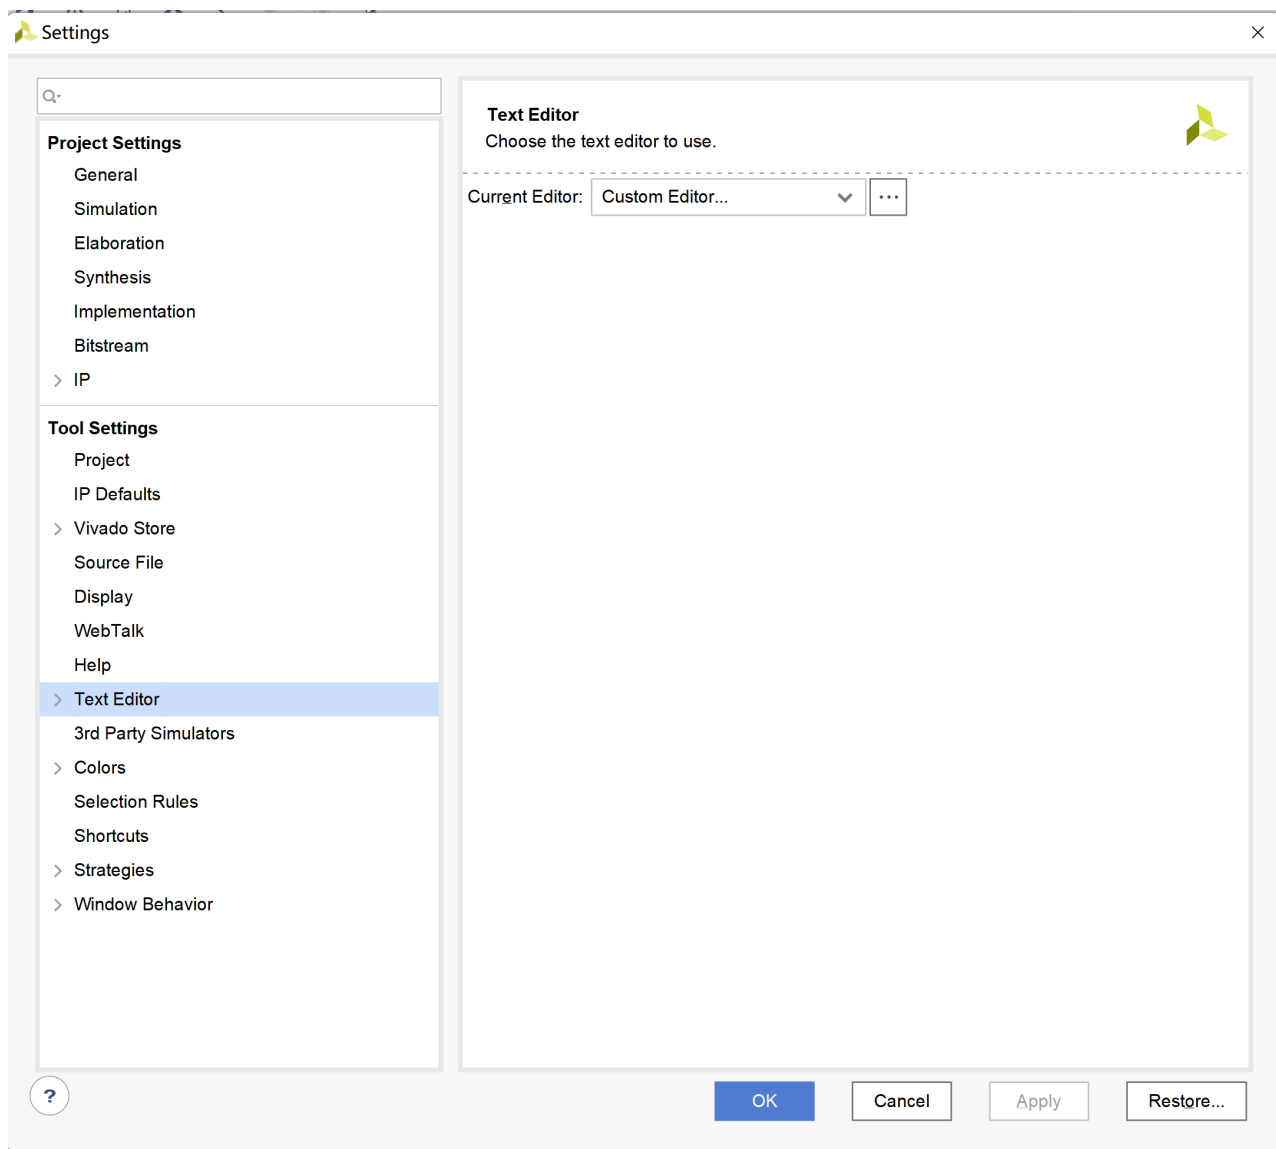 Settings
Project Settings
General
Simulation
Elaboration
Synthesis
Implementation
Bitstream
IP
Tool Settings
Project
IP Defaults
Vivado Store
Source File
Display
WebTalk
Help
Text Editor
3rd Party Simulators
Colors
Selection Rules
Shortcuts
Strategies
Window Behavior
Text Editor
Choose the text editor to use.
Current Editor: Custom Editor... ...
? OK Cancel Apply Restore...